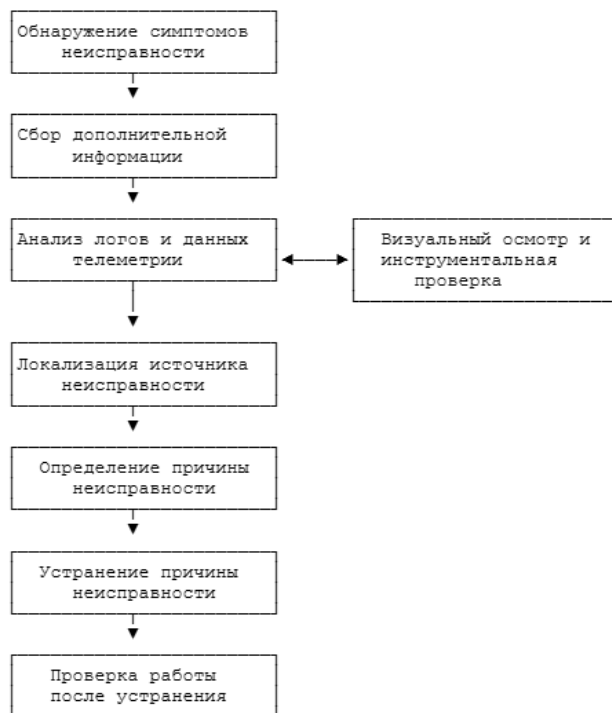 Обнаружение симптомов
неисправности
Сбор дополнительной
информации
Анализ логов и данных
телеметрии
Визуальный осмотр и
инструментальная
проверка
Локализация источника
неисправности
Определение причины
неисправности
Устранение причины
неисправности
Проверка работы
после устранения